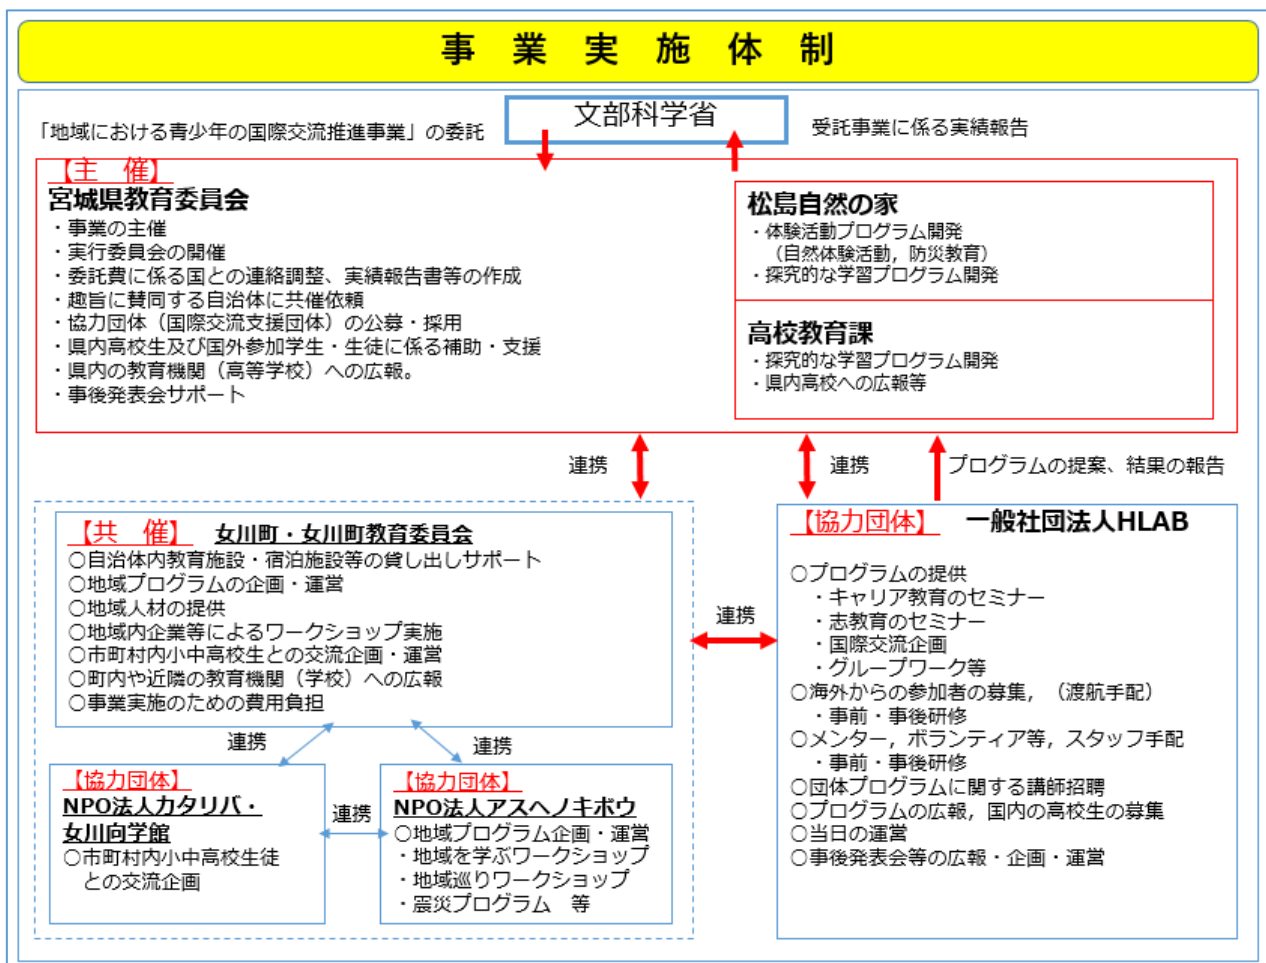 事 業 実 施 体 制
文部科学省
「地域における青少年の国際交流推進事業」の委託
受託事業に係る実績報告
【主 催】
宮城県教育委員会
・事業の主催
・実行委員会の開催
・委託費に係る国との連絡調整、実績報告書等の作成
・趣旨に賛同する自治体に共催依頼
・協力団体（国際交流支援団体）の公募・採用
・県内高校生及び国外参加学生・生徒に係る補助・支援
・県内の教育機関（高等学校）への広報。
・事後発表会サポート
松島自然の家
・体験活動プログラム開発
（自然体験活動，防災教育）
・探究的な学習プログラム開発
高校教育課
・探究的な学習プログラム開発
・県内高校への広報等
連携
連携
プログラムの提案、結果の報告
【共 催】 女川町・女川町教育委員会
○自治体内教育施設・宿泊施設等の貸し出しサポート
○地域プログラムの企画・運営
○地域人材の提供
○地域内企業等によるワークショップ実施
○市町村内小中高校生との交流企画・運営
○町内や近隣の教育機関（学校）への広報
○事業実施のための費用負担
連携
連携
連携
【協力団体】
NPO法人カタリバ・
女川向学館
○市町村内小中高校生徒
との交流企画
連携
【協力団体】
NPO法人アスヘノキボウ
○地域プログラム企画・運営
・地域を学ぶワークショップ
・地域巡りワークショップ
・震災プログラム 等
【協力団体】 一般社団法人HLAB
○プログラムの提供
・キャリア教育のセミナー
・志教育のセミナー
・国際交流企画
・グループワーク等
○海外からの参加者の募集，（渡航手配）
・事前・事後研修
○メンター，ボランティア等，スタッフ手配
・事前・事後研修
○団体プログラムに関する講師招聘
○プログラムの広報，国内の高校生の募集
○当日の運営
○事後発表会等の広報・企画・運営